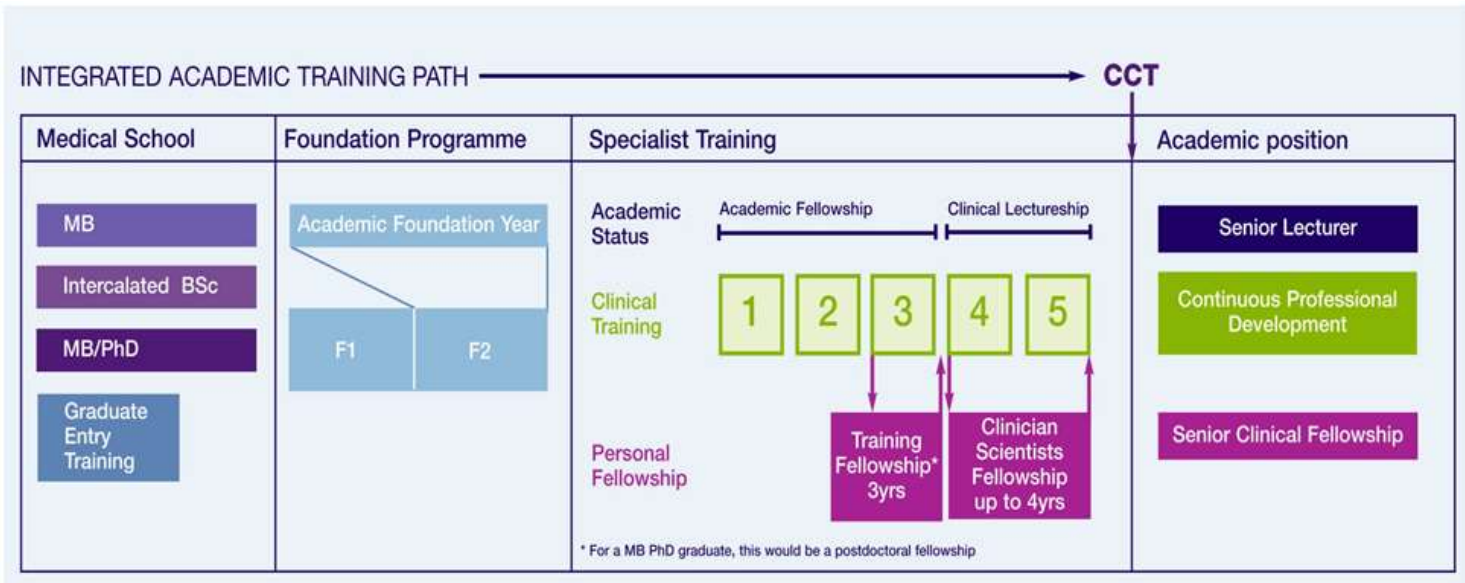 INTEGRATED ACADEMIC TRAINING PATH
CCT
Medical School
Foundation Programme
Specialist Training
Academic position
MB
Intercalated BSc
MB/PhD
Graduate
Entry
Training
Academic Foundation Year
F1
F2
Academic
Status
Academic Fellowship
Clinical Lectureship
Clinical
Training
1
2
3
4
5
Personal
Fellowship
Training
Fellowship*
3yrs
Clinician
Scientists
Fellowship
up to 4yrs
* For a MB PhD graduate, this would be a postdoctoral fellowship
Senior Lecturer
Continuous Professional
Development
Senior Clinical Fellowship